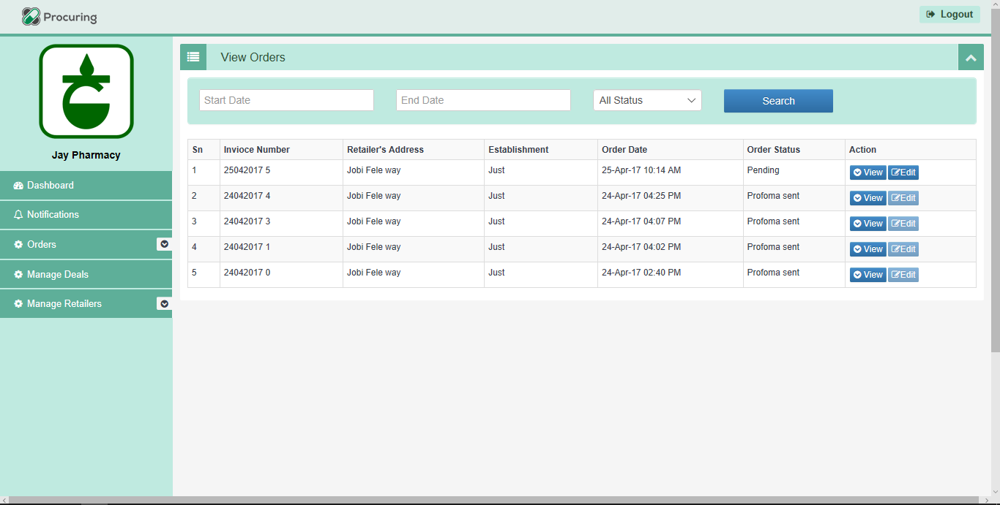 Procuring
Logout
Jay Pharmacy
Dashboard
Notifications
Orders
Manage Deals
Manage Retailers
View Orders
Start Date End Date All Status Search
Sn Invioce Number Retailer's Address Establishment Order Date Order Status Action
1 25042017 5 Jobi Fele way Just 25-Apr-17 10:14 AM Pending View Edit
2 24042017 4 Jobi Fele way Just 24-Apr-17 04:25 PM Profoma sent View Edit
3 24042017 3 Jobi Fele way Just 24-Apr-17 04:07 PM Profoma sent View Edit
4 24042017 1 Jobi Fele way Just 24-Apr-17 04:02 PM Profoma sent View Edit
5 24042017 0 Jobi Fele way Just 24-Apr-17 02:40 PM Profoma sent View Edit